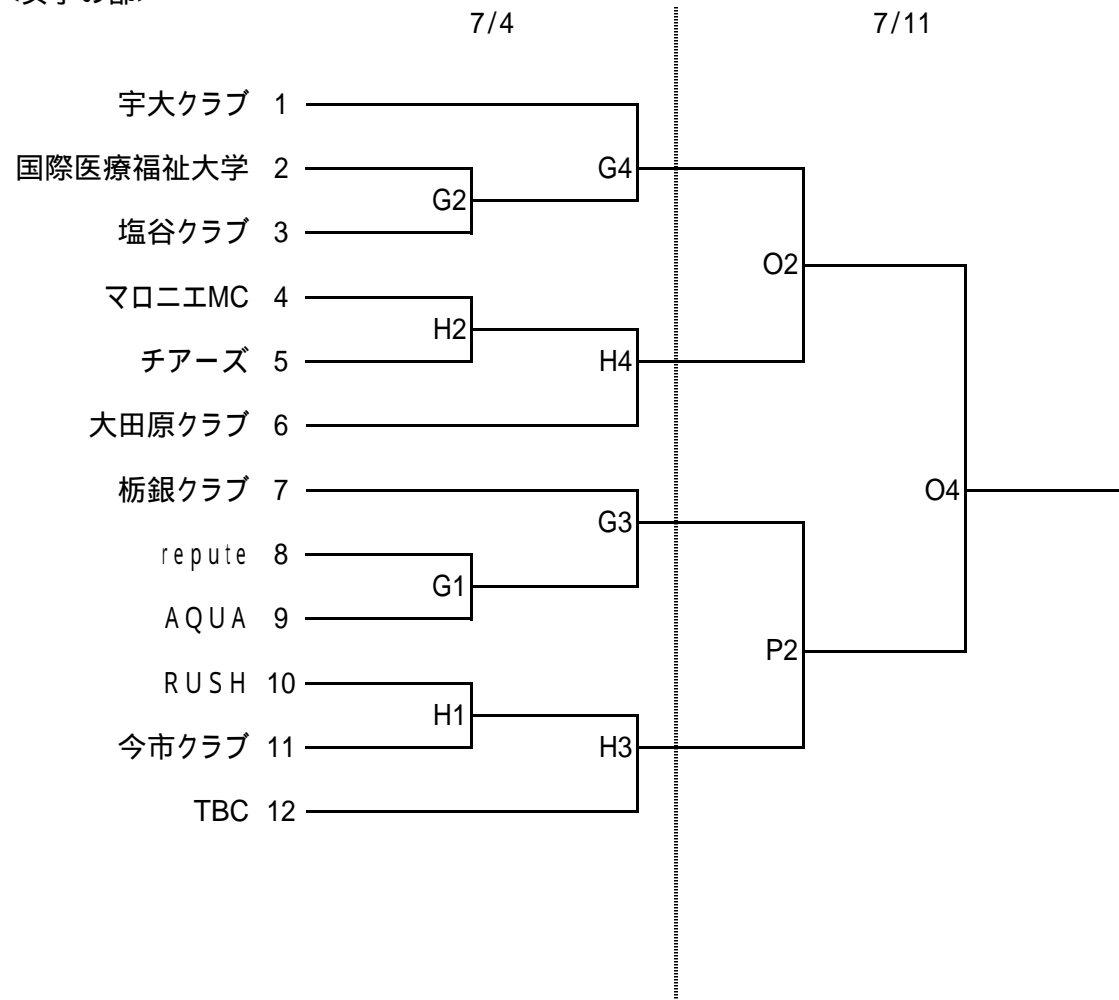 7/4 7/11
宇大クラブ 1
国際医療福祉大学 2
G4
G2
塩谷クラブ 3
O2
マロニエMC 4
H2
チアーズ 5
H4
大田原クラブ 6
栃銀クラブ 7
O4
G3
repute 8
G1
AQUA 9
P2
RUSH 10
H1
今市クラブ 11
H3
TBC 12